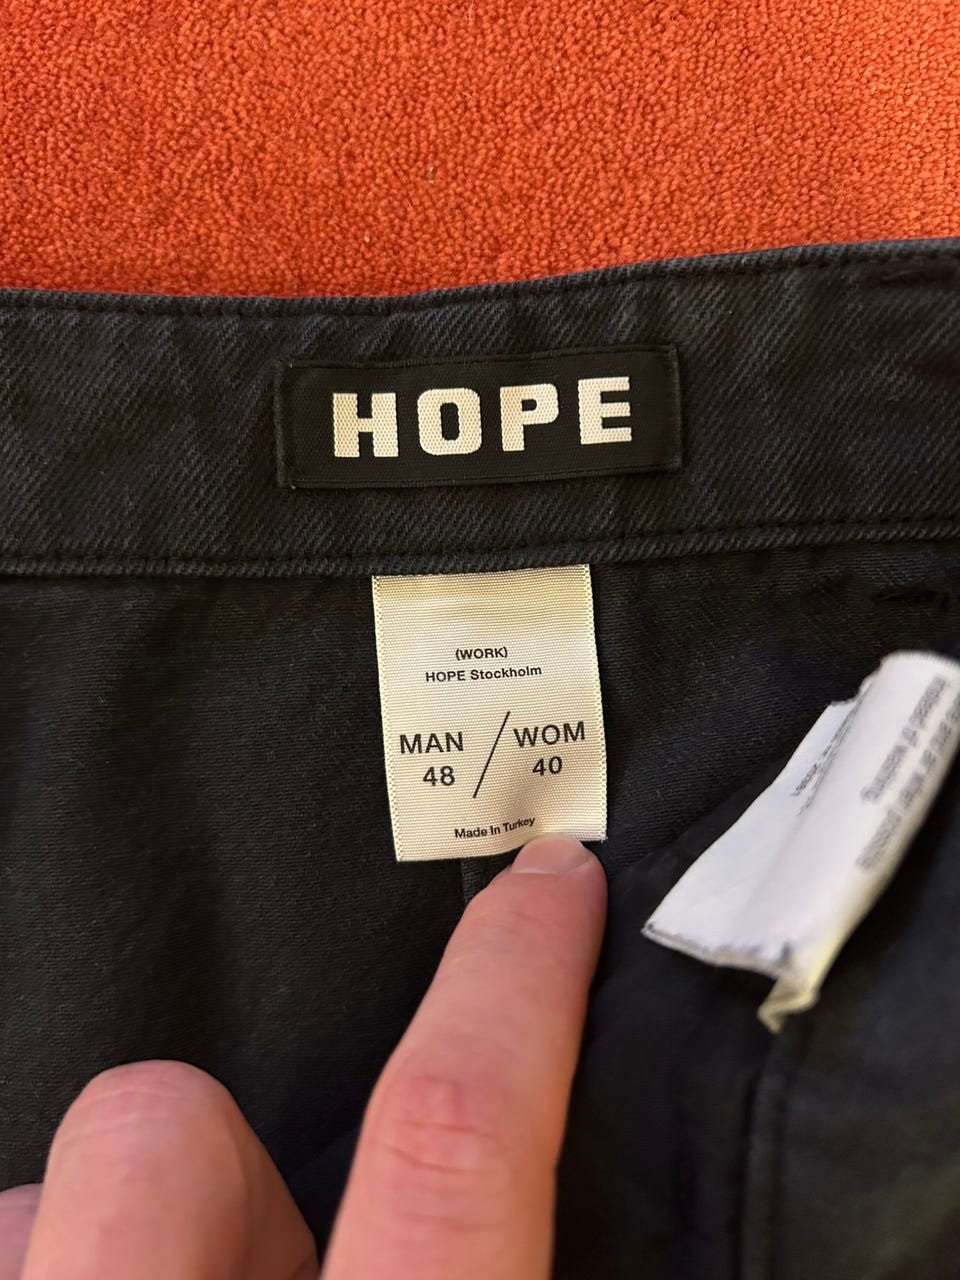 HOPE
(WORK)
HOPE Stockholm
MAN / WOM
48 40
Made In Turkey